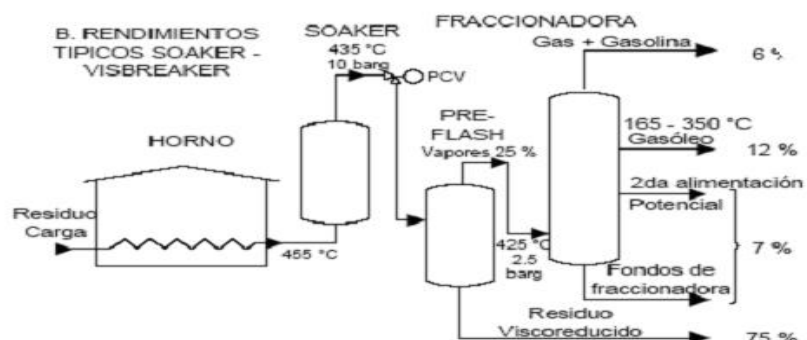 B. RENDIMIENTOS
TIPICOS SOAKER -
VISBREAKER
SOAKER
435 °C
10 barg
PCV
FRACCIONADORA
Gas + Gasolina
6 %
HORNO
PRE-
FLASH
Vapores 25 %
165 - 350 °C
Gasóleo
12 %
2da alimentación
Potencial
Residuo
Carga
455 °C
425 °C
2.5
barg
7 %
Fondos de
fraccionadora
Residuo
Viscoreducido
75 %